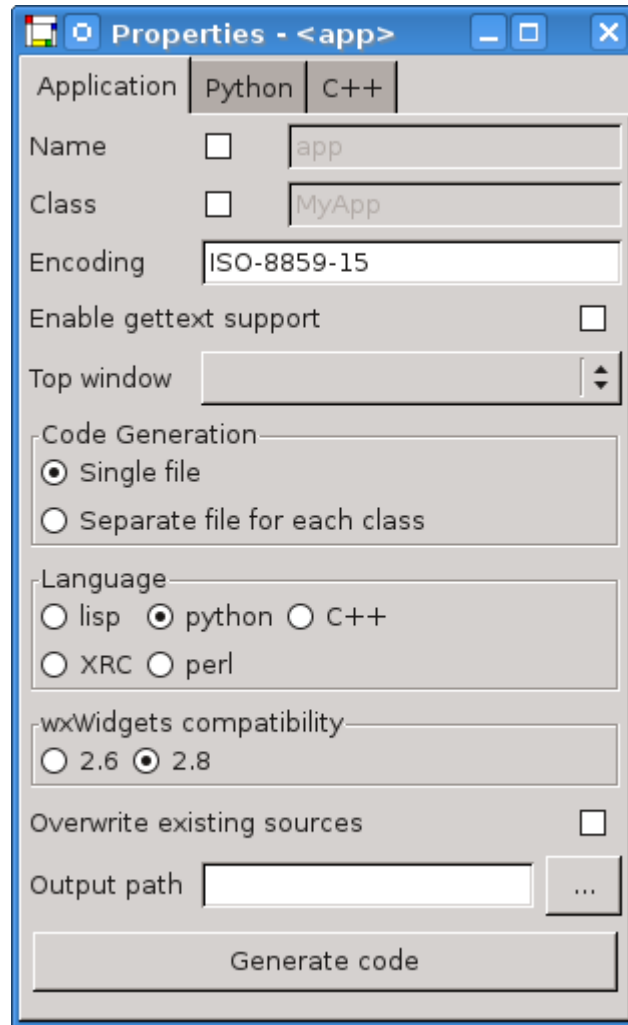 Properties - <app>
Application Python C++
Name app
Class MyApp
Encoding ISO-8859-15
Enable gettext support
Top window
Code Generation
Single file
Separate file for each class
Language
lisp python C++
XRC perl
wxWidgets compatibility
2.6 2.8
Overwrite existing sources
Output path ...
Generate code